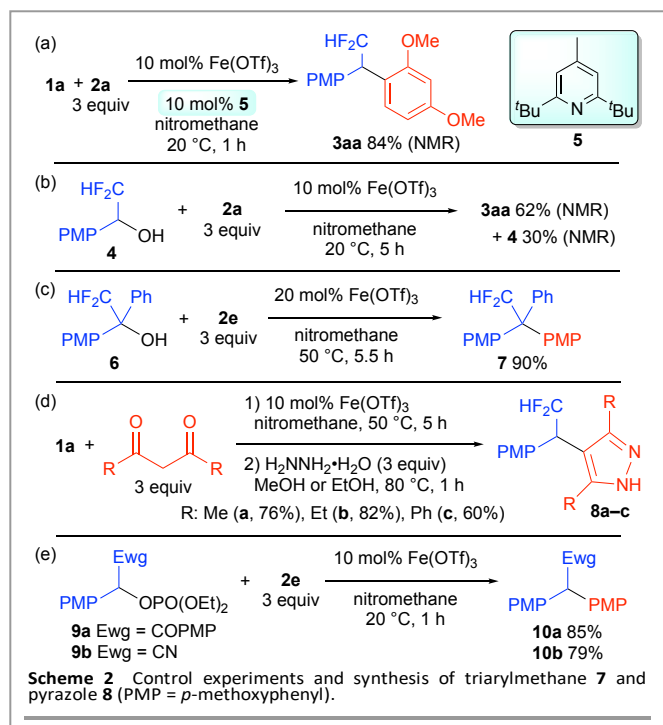 (a)
1a + 2a
3 equiv
10 mol% Fe(OTf)₃
10 mol% 5
nitromethane
20 °C, 1 h
HF₂C
OMe
PMP
OMe
3aa 84% (NMR)
ᵗBu
N
ᵗBu
5
(b)
HF₂C
PMP
OH
4
+
2a
3 equiv
10 mol% Fe(OTf)₃
nitromethane
20 °C, 5 h
3aa 62% (NMR)
+ 4 30% (NMR)
(c)
HF₂C
Ph
PMP
OH
6
+
2e
3 equiv
20 mol% Fe(OTf)₃
nitromethane
50 °C, 5.5 h
HF₂C
Ph
PMP
PMP
7 90%
(d)
1a +
O
O
R
R
3 equiv
1) 10 mol% Fe(OTf)₃
nitromethane, 50 °C, 5 h
2) H₂NNH₂•H₂O (3 equiv)
MeOH or EtOH, 80 °C, 1 h
R: Me (a, 76%), Et (b, 82%), Ph (c, 60%)
HF₂C
R
PMP
N
NH
R
8a–c
(e)
Ewg
PMP
OPO(OEt)₂
9a Ewg = COPMP
9b Ewg = CN
+
2e
3 equiv
10 mol% Fe(OTf)₃
nitromethane
20 °C, 1 h
Ewg
PMP
PMP
10a 85%
10b 79%
Scheme 2 Control experiments and synthesis of triarylmethane 7 and
pyrazole 8 (PMP = p-methoxyphenyl).